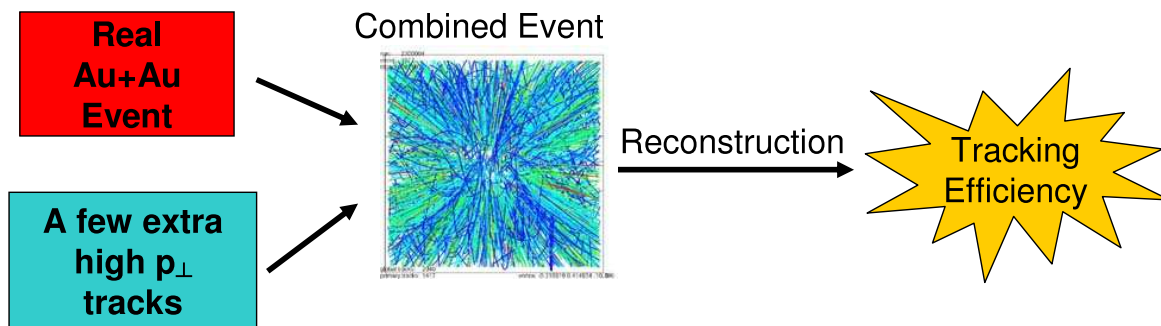 Real
Au+Au
Event
A few extra
high p⊥
tracks
Combined Event
Reconstruction
Tracking
Efficiency